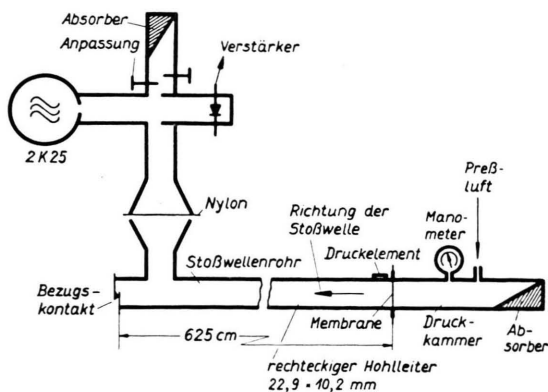 Absorber
Anpassung
Verstärker
2K25
Nylon
Richtung der
Stoßwelle
Druckelement
Mano-
meter
Preß-
luft
Stoßwellenrohr
Bezugs-
kontakt
625 cm
Membrane
Druck-
kammer
Ab-
sorber
rechteckiger Hohlleiter
22,9 · 10,2 mm